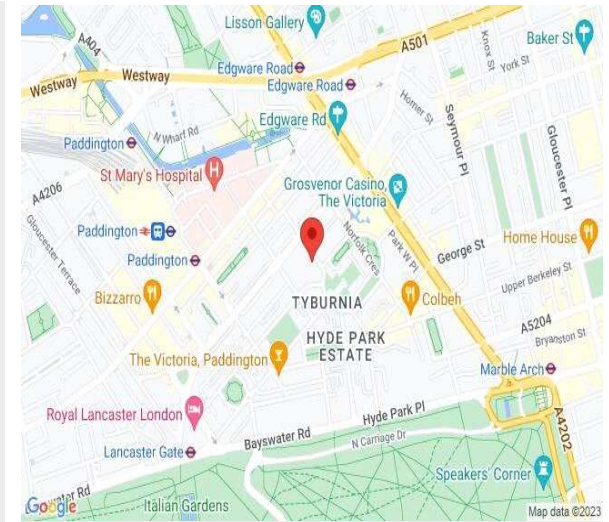 Lisson Gallery
A404
A501
Knox St
Baker St
York St
Westway
Westway
Edgware Road
Edgware Road
Homer St
Edgware Rd
Seymour Pl
Gloucester Pl
N Wharf Rd
Paddington
St Mary's Hospital
Grosvenor Casino,
The Victoria
A4206
Gloucester Terrace
Paddington
Norfolk Cres
Park W Pl
George St
Home House
Paddington
Upper Berkeley St
Bizzarro
TYBURNIA
Colbeh
A5204
HYDE PARK
ESTATE
Bryanston St
The Victoria, Paddington
Marble Arch
Royal Lancaster London
Hyde Park Pl
A4202
Bayswater Rd
N Carriage Dr
Lancaster Gate
Speakers' Corner
Google
water Rd
Italian Gardens
Map data ©2023